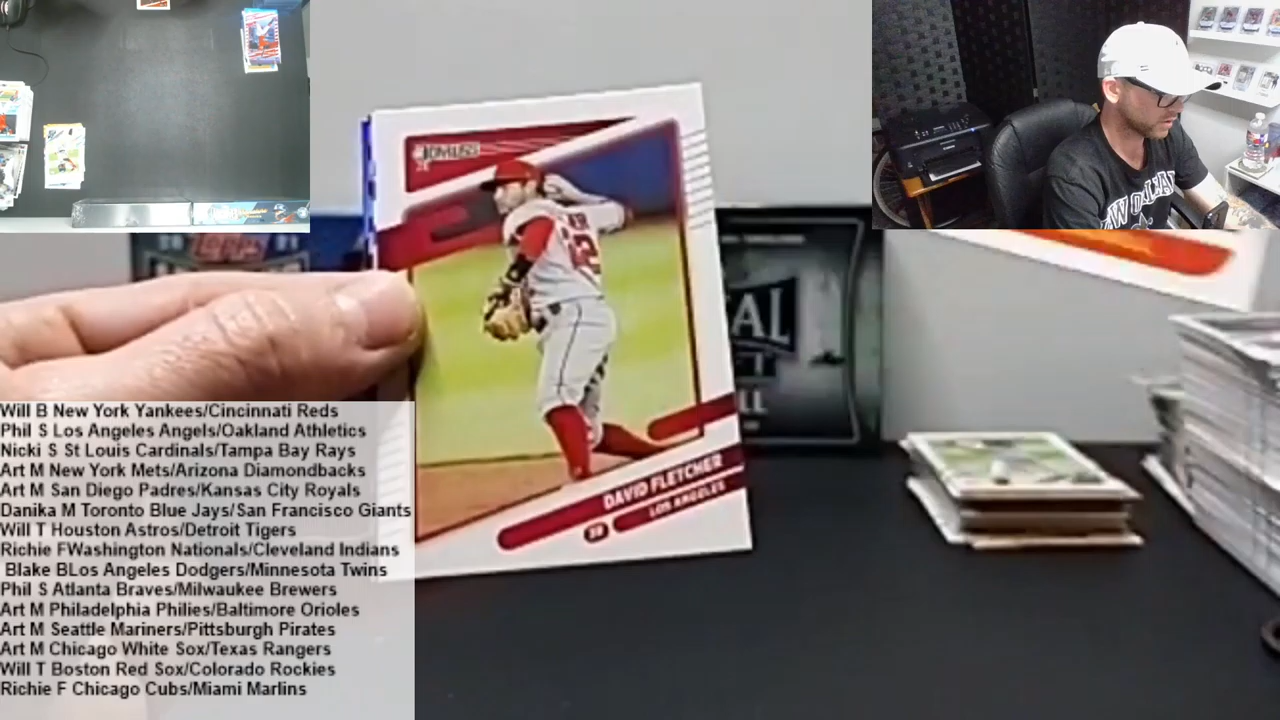 DONRUSS
Topps
DAVID FLETCHER
LOS ANGELES
Will B New York Yankees/Cincinnati Reds
Phil S Los Angeles Angels/Oakland Athletics
Nicki S St Louis Cardinals/Tampa Bay Rays
Art M New York Mets/Arizona Diamondbacks
Art M San Diego Padres/Kansas City Royals
Danika M Toronto Blue Jays/San Francisco Giants
Will T Houston Astros/Detroit Tigers
Richie FWashington Nationals/Cleveland Indians
Blake BLos Angeles Dodgers/Minnesota Twins
Phil S Atlanta Braves/Milwaukee Brewers
Art M Philadelphia Philies/Baltimore Orioles
Art M Seattle Mariners/Pittsburgh Pirates
Art M Chicago White Sox/Texas Rangers
Will T Boston Red Sox/Colorado Rockies
Richie F Chicago Cubs/Miami Marlins